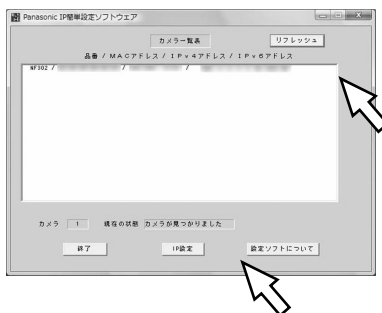 Panasonic IP簡単設定ソフトウェア
カメラ一覧表
リフレッシュ
品番 / MACアドレス / IPv4アドレス / IPv6アドレス
NF302 / / /
カメラ 1 現在の状態 カメラが見つかりました
終了 IP設定 設定ソフトについて